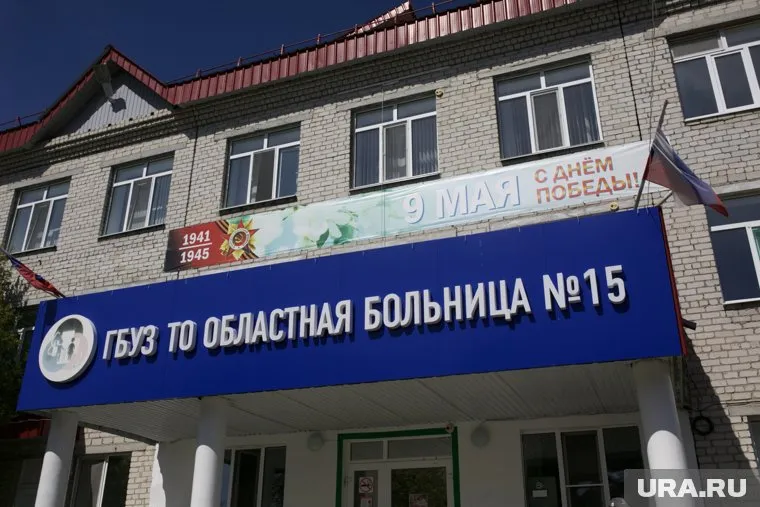 1941
1945
9 МАЯ
С ДНЁМ
ПОБЕДЫ!
ГБУЗ ТО ОБЛАСТНАЯ БОЛЬНИЦА №15
URA.RU